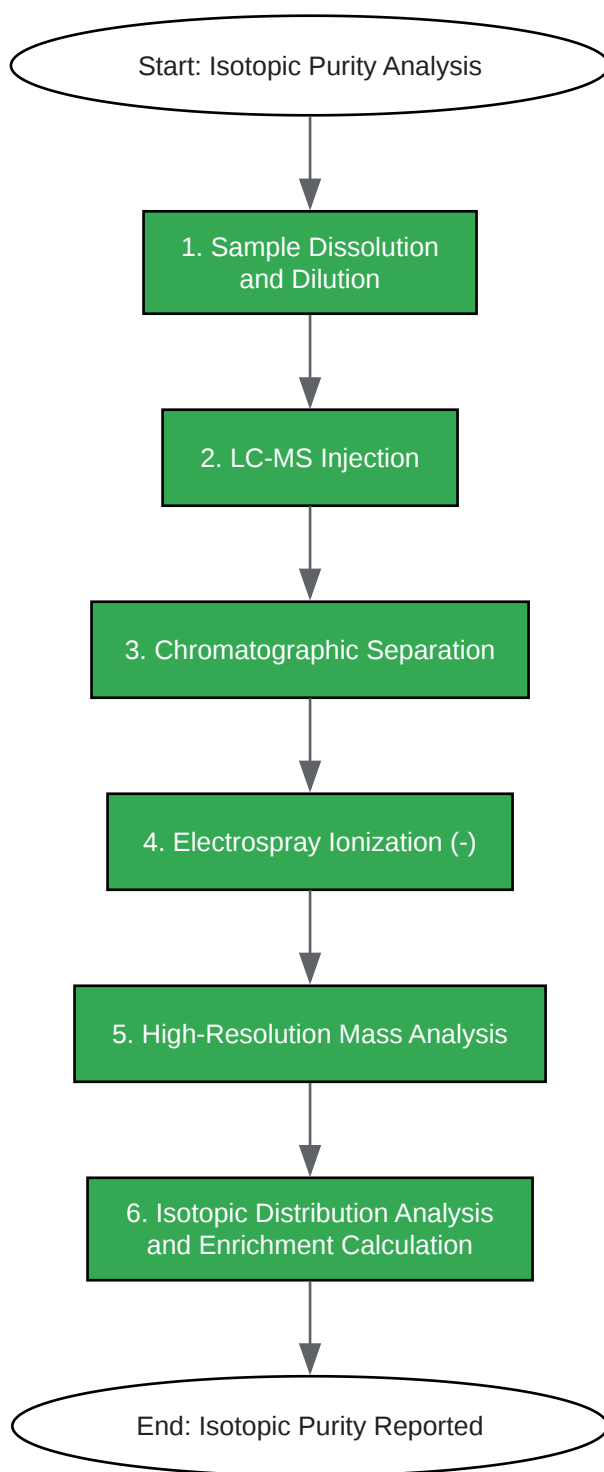 Start: Isotopic Purity Analysis
1. Sample Dissolution
and Dilution
2. LC-MS Injection
3. Chromatographic Separation
4. Electrospray Ionization (-)
5. High-Resolution Mass Analysis
6. Isotopic Distribution Analysis
and Enrichment Calculation
End: Isotopic Purity Reported